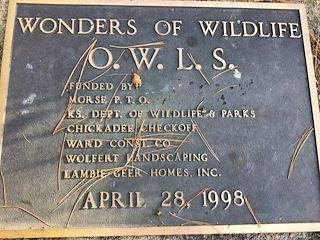 WONDERS OF WILDLIFE
O. W. L. S.
FUNDED BY
MORSE P. T. O.
KS. DEPT. OF WILDLIFE & PARKS
CHICKADEE CHECKOFF
WARD CONST. CO.
WOLFERT LANDSCAPING
LAMBIE-GEER HOMES, INC.
APRIL 28, 1998